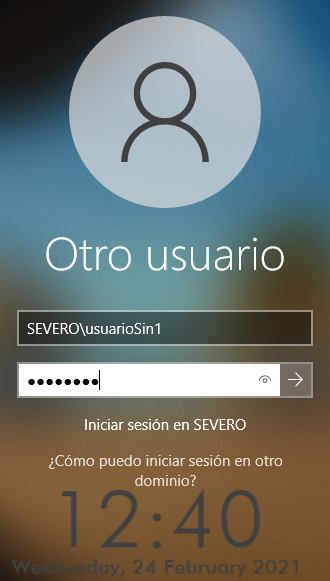 Otro usuario
SEVERO\usuarioSin1
●●●●●●●●
Iniciar sesión en SEVERO
¿Cómo puedo iniciar sesión en otro
dominio?
12:40
Wednesday, 24 February 2021